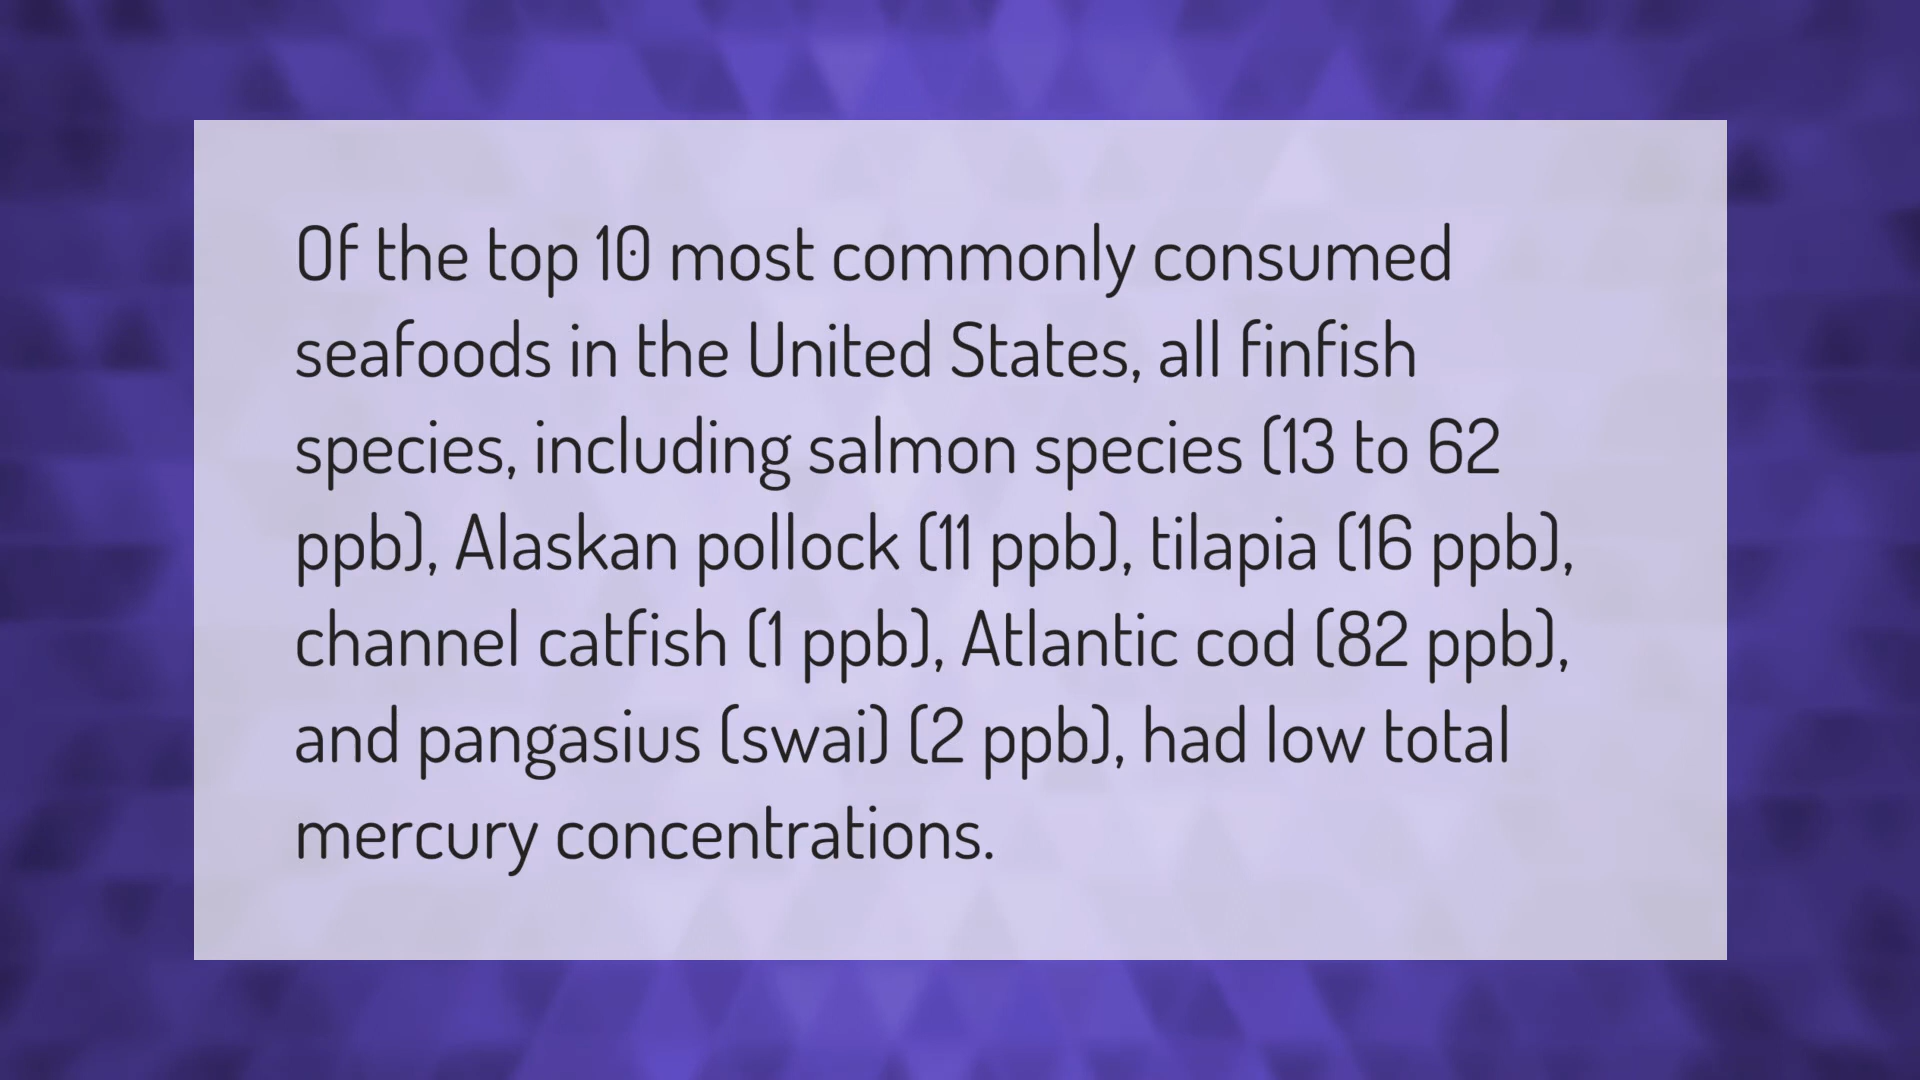 Of the top 10 most commonly consumed
seafoods in the United States, all finfish
species, including salmon species (13 to 62
ppb), Alaskan pollock (11 ppb), tilapia (16 ppb),
channel catfish (1 ppb), Atlantic cod (82 ppb),
and pangasius (swai) (2 ppb), had low total
mercury concentrations.